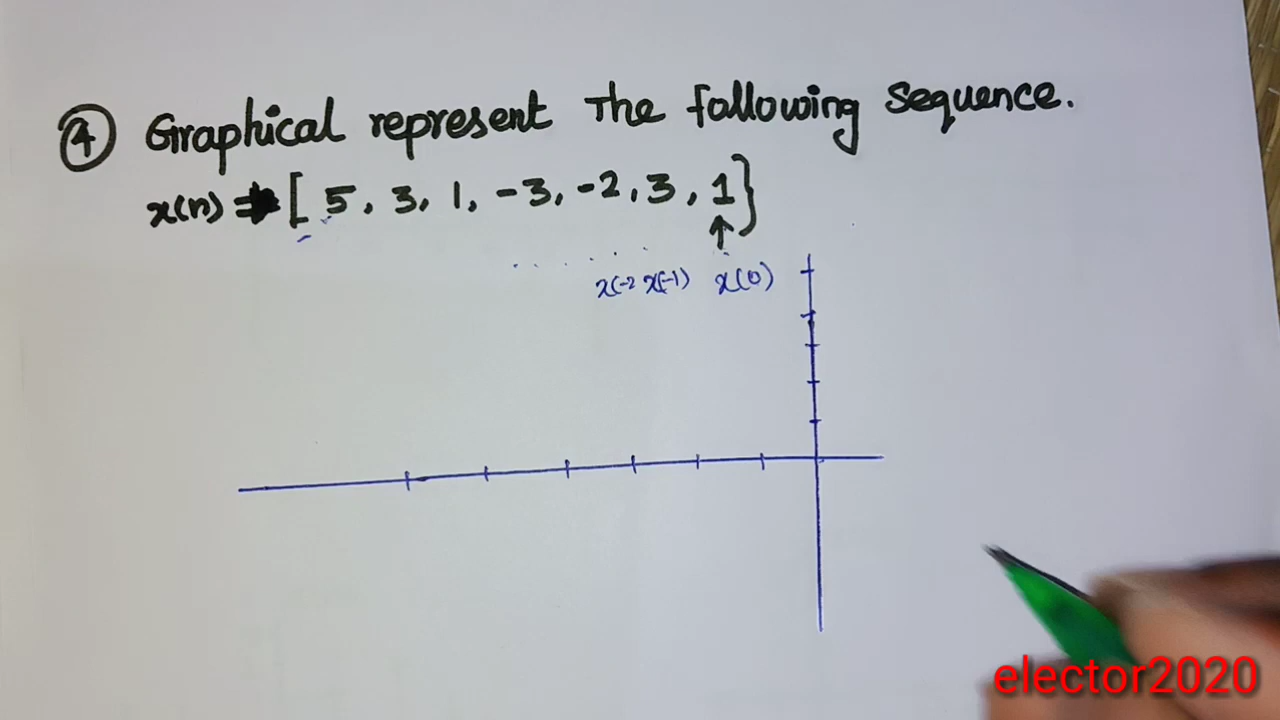 ④ Graphical represent The following Sequence.
x(n) = [ 5, 3, 1, -3, -2, 3, 1}
↑
x(-2 x(-1) x(0)
elector2020